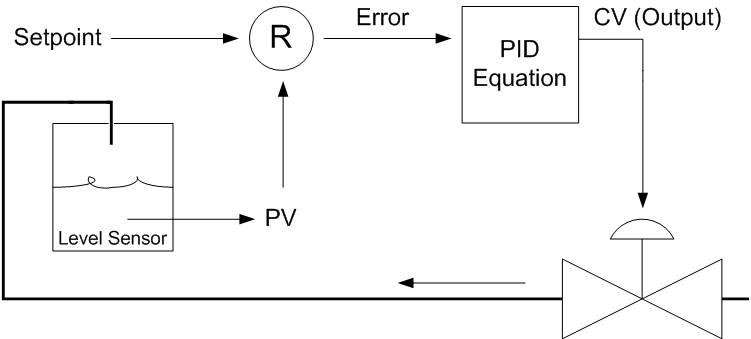 Setpoint
R
Error
PID
Equation
CV (Output)
Level Sensor
PV